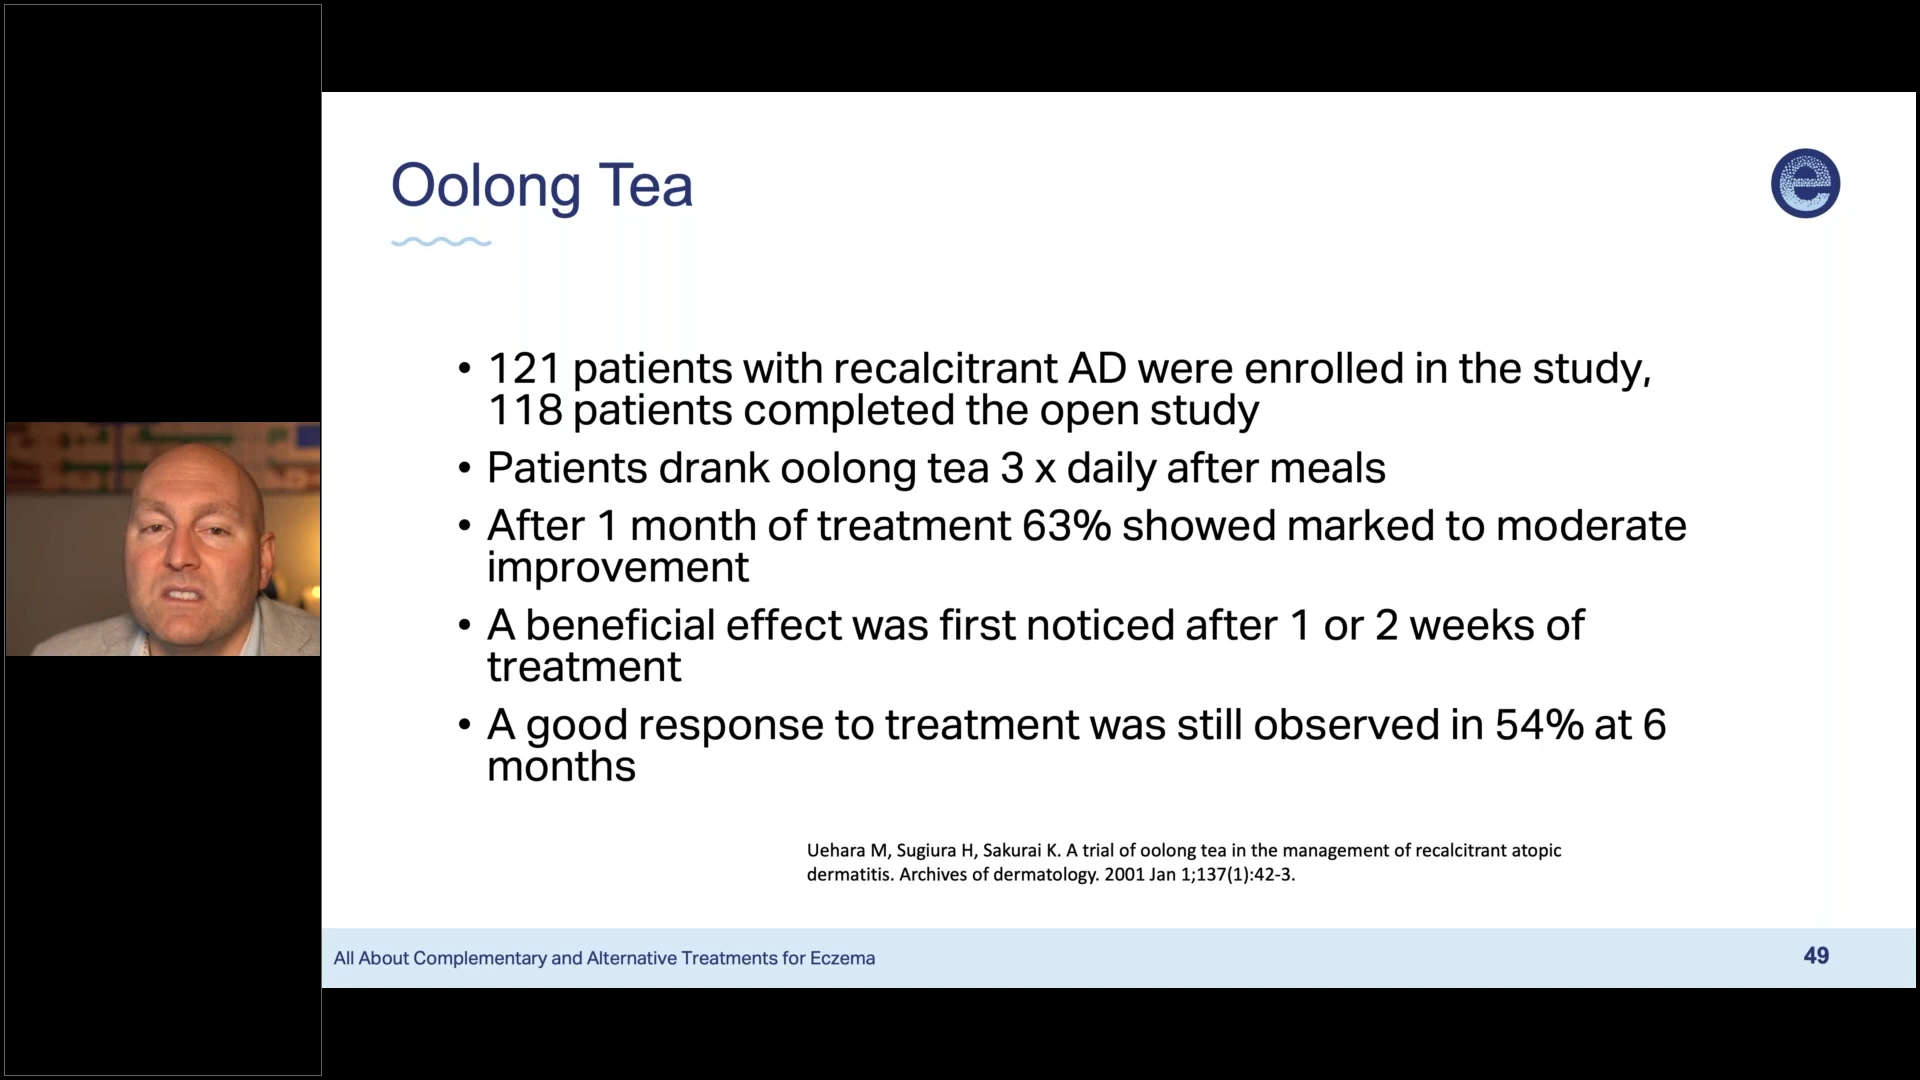 Oolong Tea
• 121 patients with recalcitrant AD were enrolled in the study,
118 patients completed the open study
• Patients drank oolong tea 3 x daily after meals
• After 1 month of treatment 63% showed marked to moderate
improvement
• A beneficial effect was first noticed after 1 or 2 weeks of
treatment
• A good response to treatment was still observed in 54% at 6
months
Uehara M, Sugiura H, Sakurai K. A trial of oolong tea in the management of recalcitrant atopic
dermatitis. Archives of dermatology. 2001 Jan 1;137(1):42-3.
All About Complementary and Alternative Treatments for Eczema
49
e